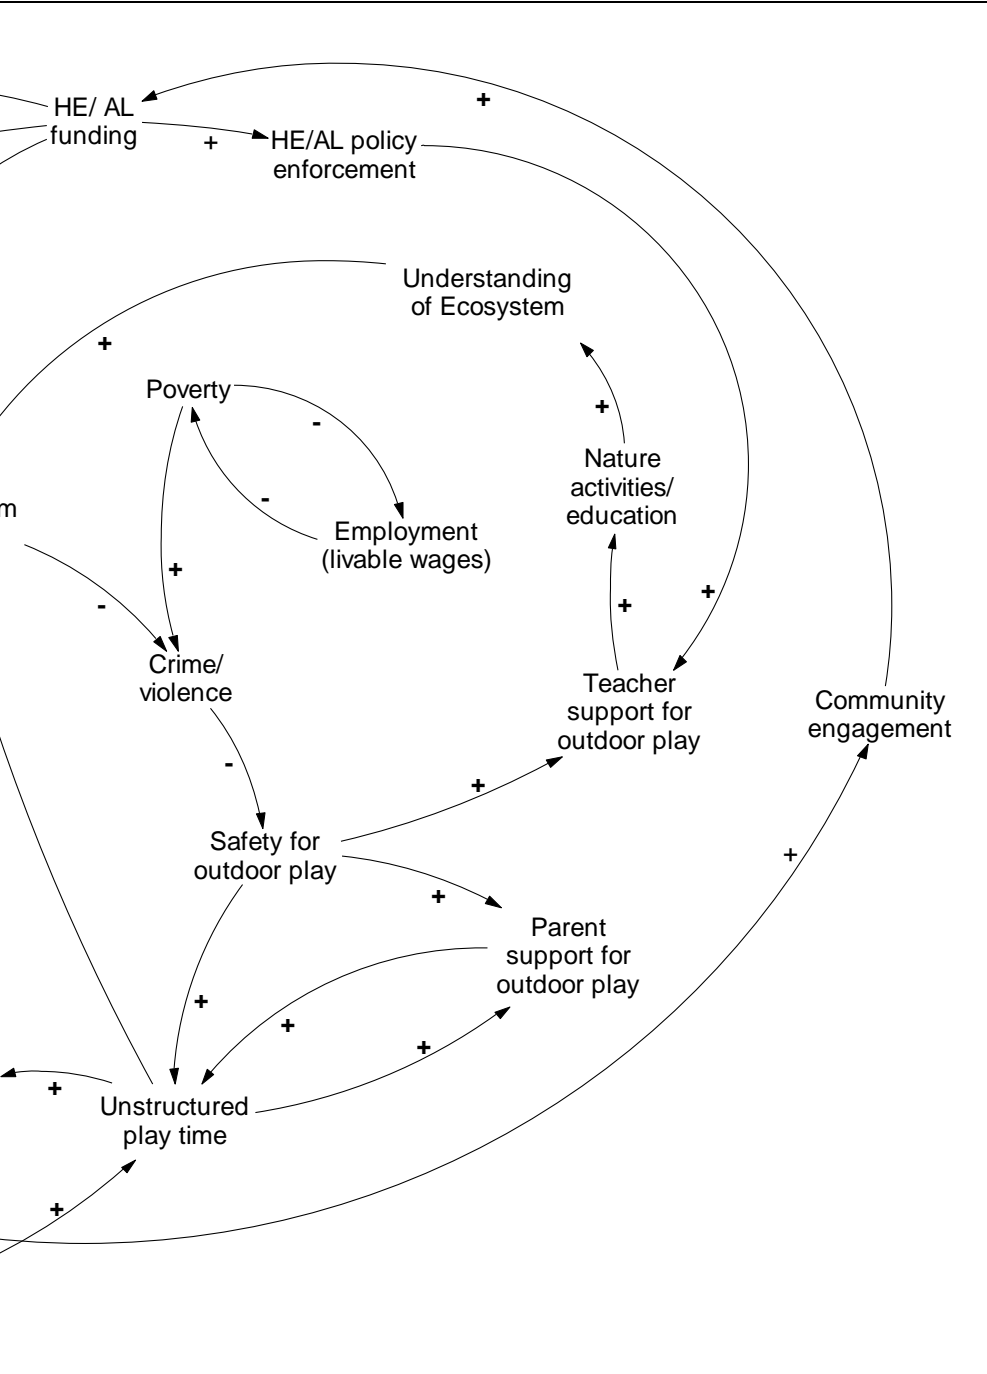 +
HE/ AL
funding
+
HE/AL policy
enforcement
Understanding
of Ecosystem
+
Poverty
-
+
Nature
activities/
education
-
m
Employment
(livable wages)
+
-
+
+
Crime/
violence
Teacher
support for
outdoor play
Community
engagement
-
+
Safety for
outdoor play
+
+
Parent
support for
outdoor play
+
+
+
+
Unstructured
play time
+